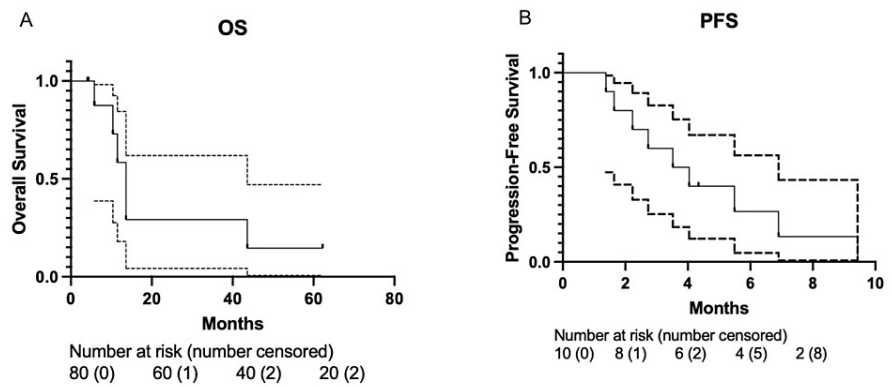 A
OS
Overall Survival
1.0
0.5
0.0
0 20 40 60 80
Months
Number at risk (number censored)
80 (0) 60 (1) 40 (2) 20 (2)
B
PFS
Progression-Free Survival
1.0
0.5
0.0
0 2 4 6 8 10
Months
Number at risk (number censored)
10 (0) 8 (1) 6 (2) 4 (5) 2 (8)